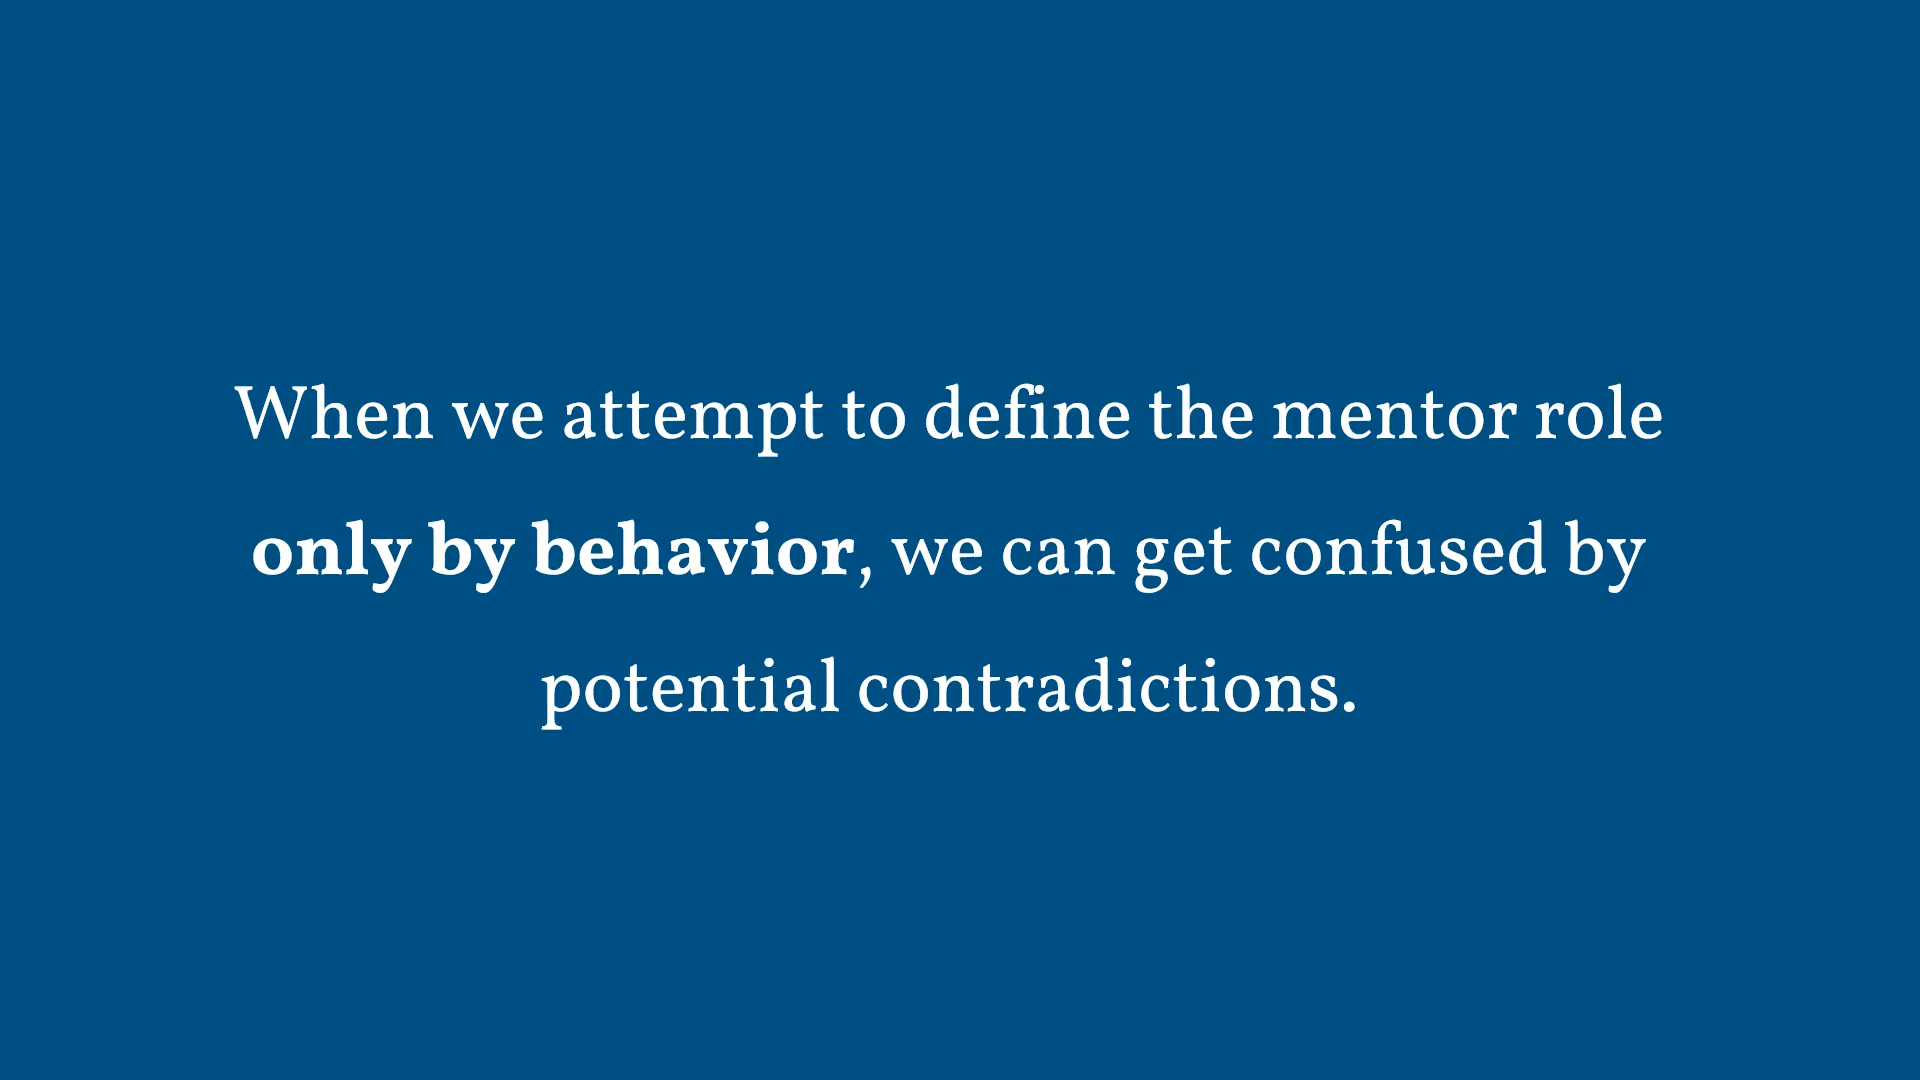 When we attempt to define the mentor role
only by behavior, we can get confused by
potential contradictions.